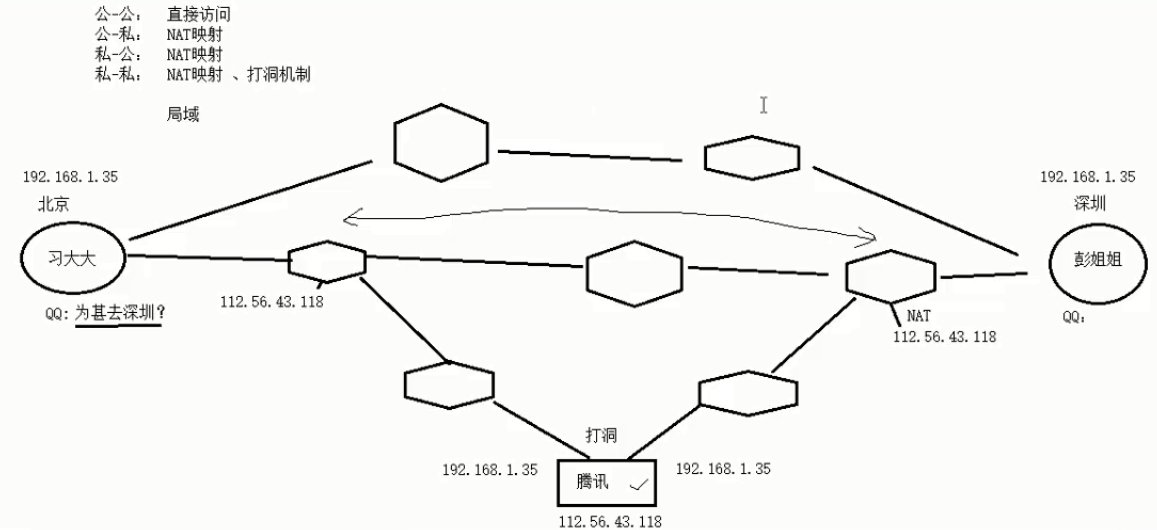 公-公： 直接访问
公-私： NAT映射
私-公： NAT映射
私-私： NAT映射 、打洞机制
局域
192.168.1.35
北京
习大大
QQ: 为甚去深圳?
112.56.43.118
192.168.1.35
深圳
彭姐姐
QQ：
NAT
112.56.43.118
打洞
192.168.1.35
腾讯
192.168.1.35
112.56.43.118